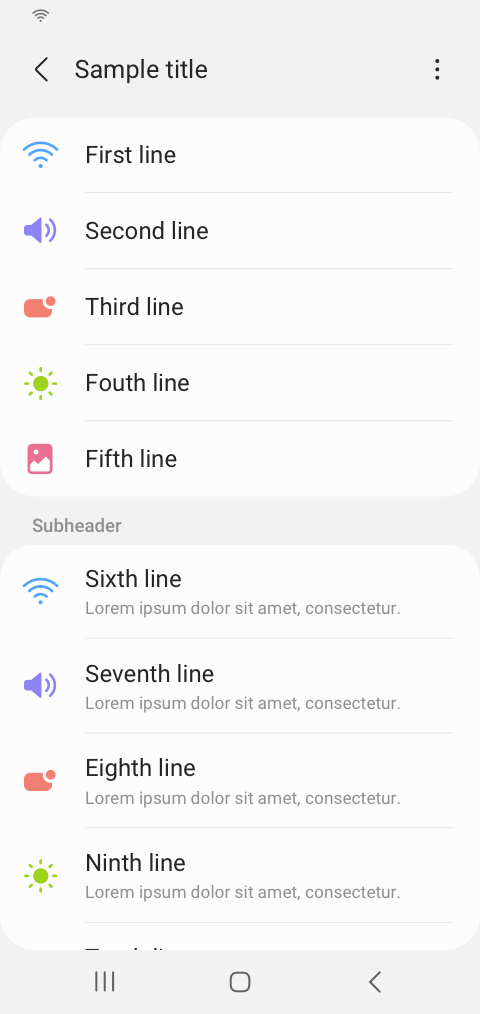 Sample title
First line
Second line
Third line
Fouth line
Fifth line
Subheader
Sixth line
Lorem ipsum dolor sit amet, consectetur.
Seventh line
Lorem ipsum dolor sit amet, consectetur.
Eighth line
Lorem ipsum dolor sit amet, consectetur.
Ninth line
Lorem ipsum dolor sit amet, consectetur.